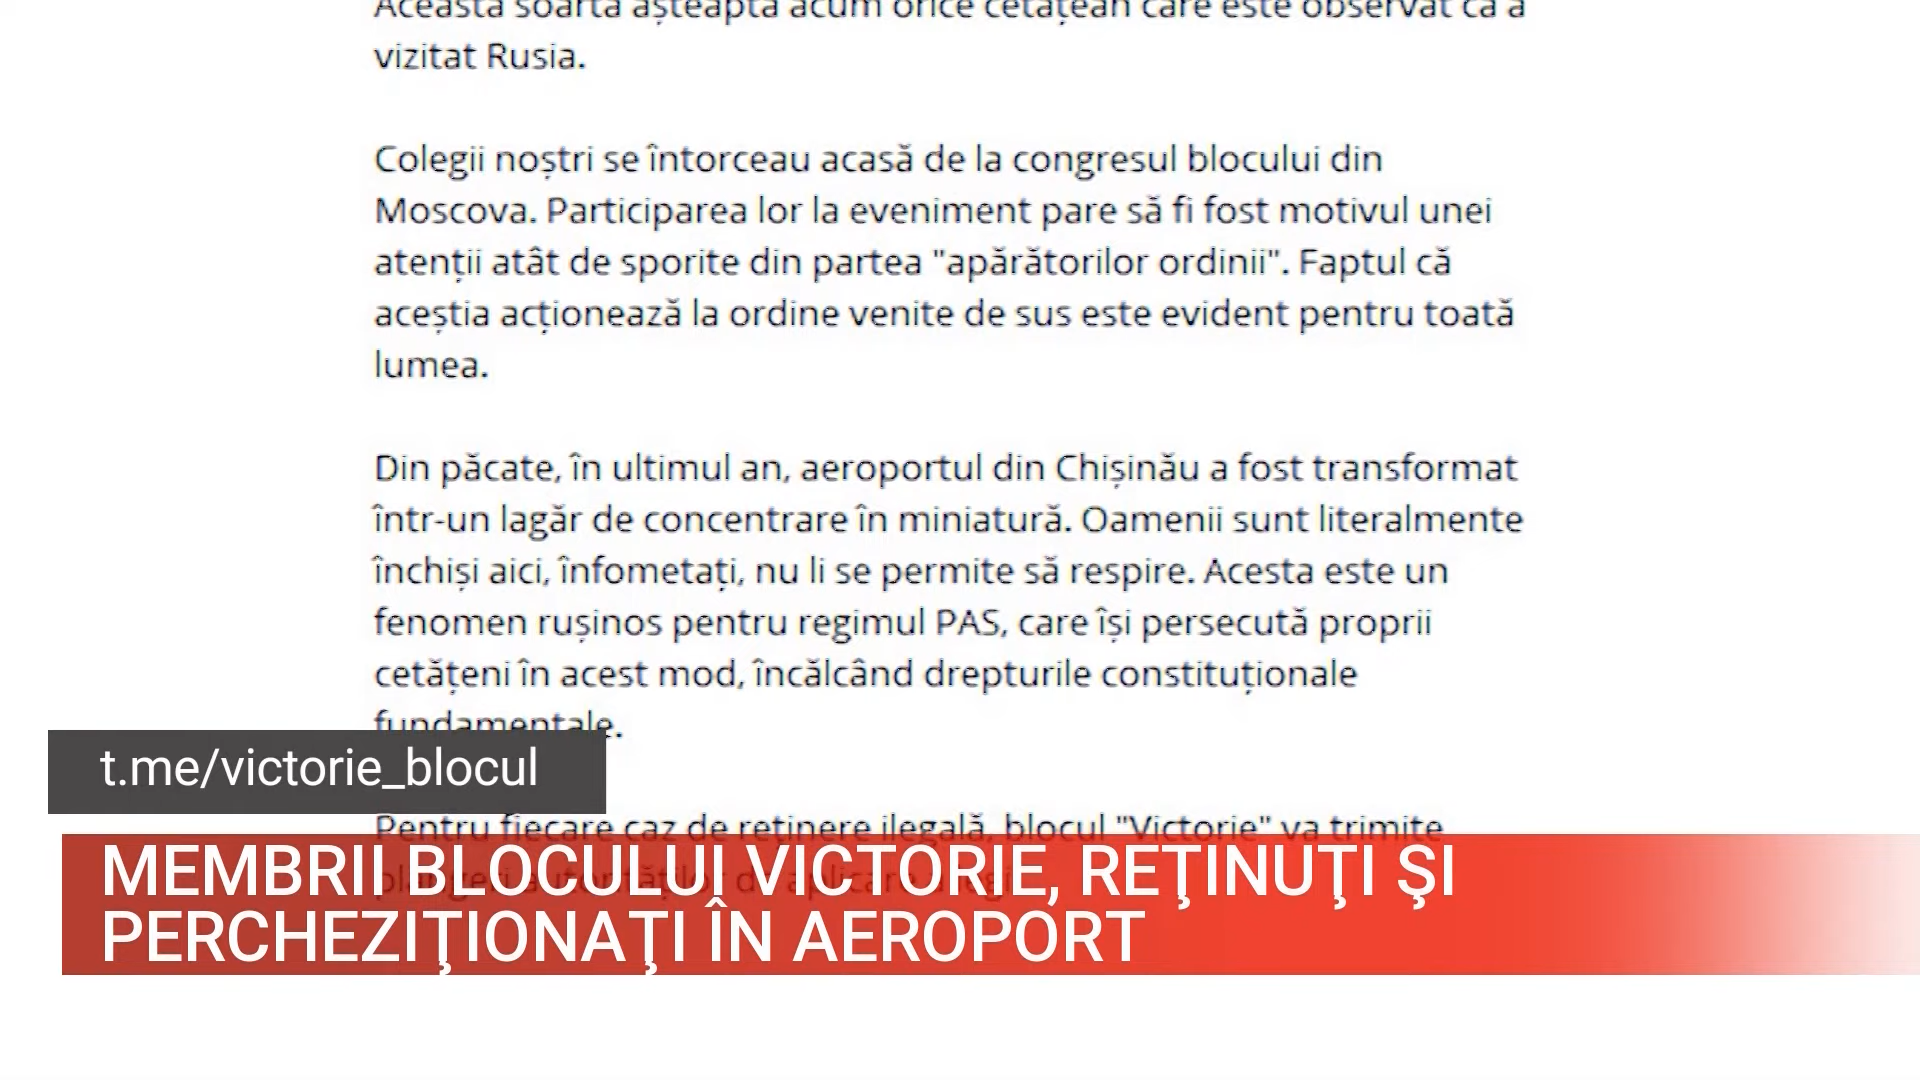 Această soartă așteaptă acum orice cetățean care este observat că a
vizitat Rusia.
Colegii noștri se întorceau acasă de la congresul blocului din
Moscova. Participarea lor la eveniment pare să fi fost motivul unei
atenții atât de sporite din partea "apărătorilor ordinii". Faptul că
aceștia acționează la ordine venite de sus este evident pentru toată
lumea.
Din păcate, în ultimul an, aeroportul din Chișinău a fost transformat
într-un lagăr de concentrare în miniatură. Oamenii sunt literalmente
închiși aici, înfometați, nu li se permite să respire. Acesta este un
fenomen rușinos pentru regimul PAS, care își persecută proprii
cetățeni în acest mod, încălcând drepturile constituționale
fundamentale.
t.me/victorie_blocul
Pentru fiecare caz de reținere ilegală, blocul "Victorie" va trimite
plângeri autorităților de aplicare a legii
MEMBRII BLOCULUI VICTORIE, REŢINUŢI ŞI
PERCHEZIŢIONAŢI ÎN AEROPORT